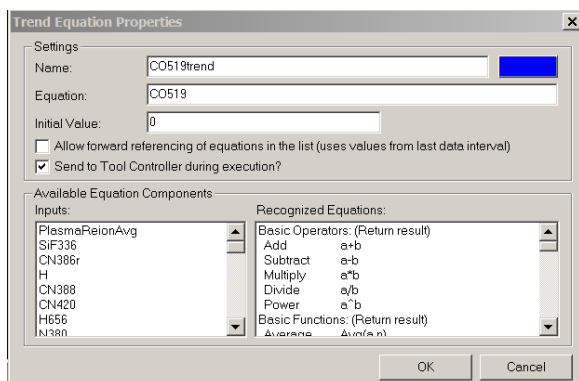 Trend Equation Properties
Settings
Name: CO519trend
Equation: CO519
Initial Value: 0
Allow forward referencing of equations in the list (uses values from last data interval)
Send to Tool Controller during execution?
Available Equation Components
Inputs: Recognized Equations:
PlasmaReionAvg Basic Operators: (Return result)
SiF336 Add a+b
CN386r Subtract a-b
H Multiply a*b
CN388 Divide a/b
CN420 Power a^b
H656 Basic Functions: (Return result)
N380 Average Avg(a,n)
OK Cancel